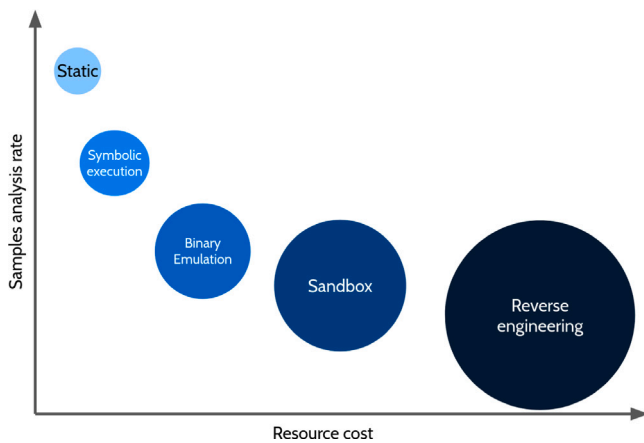 Samples analysis rate
Static
Symbolic
execution
Binary
Emulation
Sandbox
Reverse
engineering
Resource cost